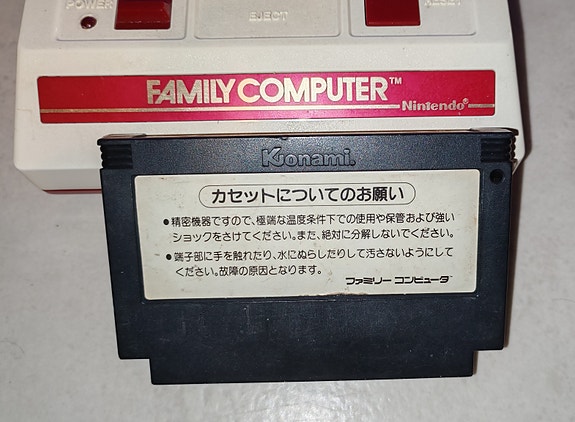 POWER
EJECT
RESET
FAMILY COMPUTER™
Nintendo®
Konami.
カセットについてのお願い
●精密機器ですので、極端な温度条件下での使用や保管および強い
ショックをさけてください。また、絶対に分解しないでください。
●端子部に手を触れたり、水にぬらしたりして汚さないようにして
ください。故障の原因となります。
ファミリー コンピュータ™